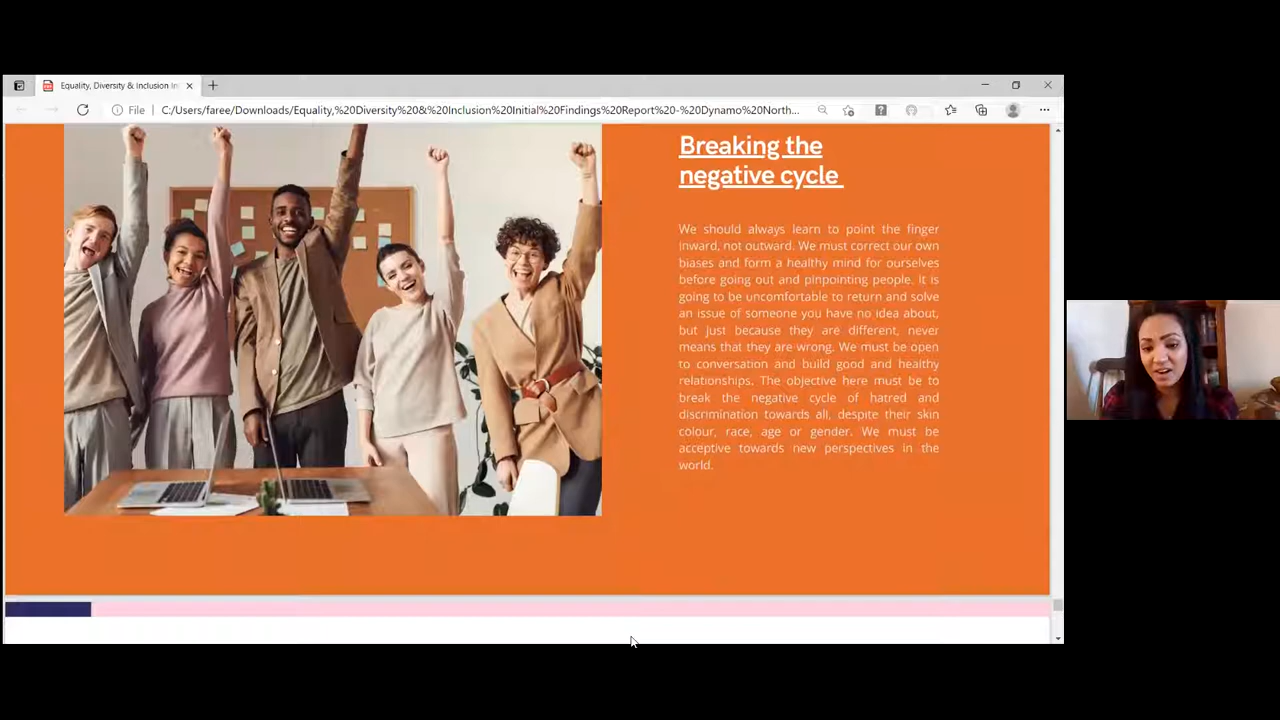 Equality, Diversity & Inclusion In
File
C:/Users/faree/Downloads/Equality,%20Diversity%20&%20Inclusion%20Initial%20Findings%20Report%20-%20Dynamo%20North...
Breaking the
negative cycle
We should always learn to point the finger
inward, not outward. We must correct our own
biases and form a healthy mind for ourselves
before going out and pinpointing people. It is
going to be uncomfortable to return and solve
an issue of someone you have no idea about,
but just because they are different, never
means that they are wrong. We must be open
to conversation and build good and healthy
relationships. The objective here must be to
break the negative cycle of hatred and
discrimination towards all, despite their skin
colour, race, age or gender. We must be
acceptive towards new perspectives in the
world.